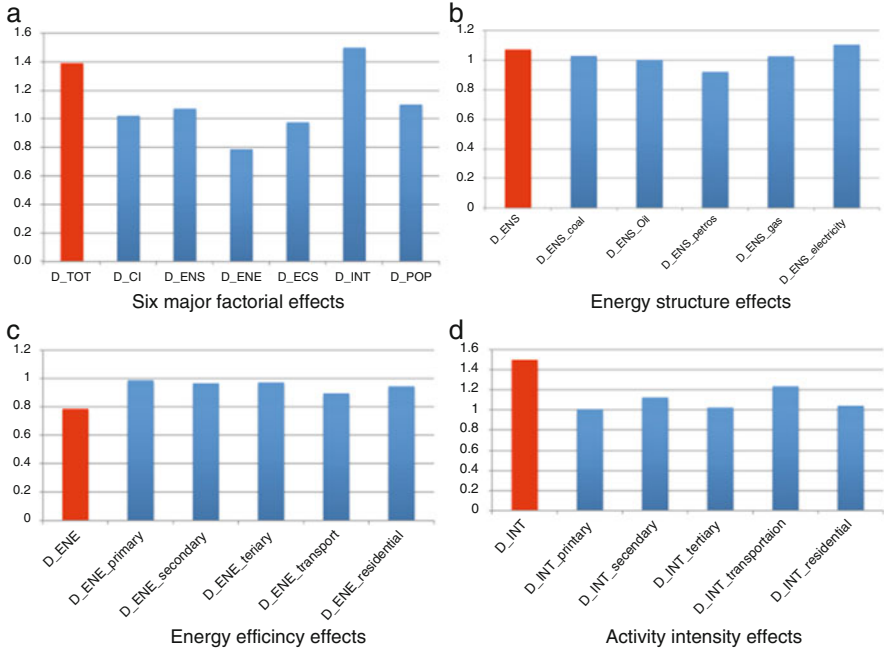 a
1.6
1.4
1.2
1.0
0.8
0.6
0.4
0.2
0.0
D_TOT D_CI D_ENS D_ENE D_ECS D_INT D_POP
Six major factorial effects
b
1.2
1
0.8
0.6
0.4
0.2
0
D_ENS D_ENS_coal D_ENS_Oil D_ENS_petros D_ENS_gas D_ENS_electricity
Energy structure effects
c
1.2
1
0.8
0.6
0.4
0.2
0
D_ENE D_ENE_primary D_ENE_secondary D_ENE_teriary D_ENE_transport D_ENE_residential
Energy efficincy effects
d
1.6
1.4
1.2
1
0.8
0.6
0.4
0.2
0
D_INT D_INT_printary D_INT_secendary D_INT_tertiary D_INT_transportaion D_INT_residential
Activity intensity effects